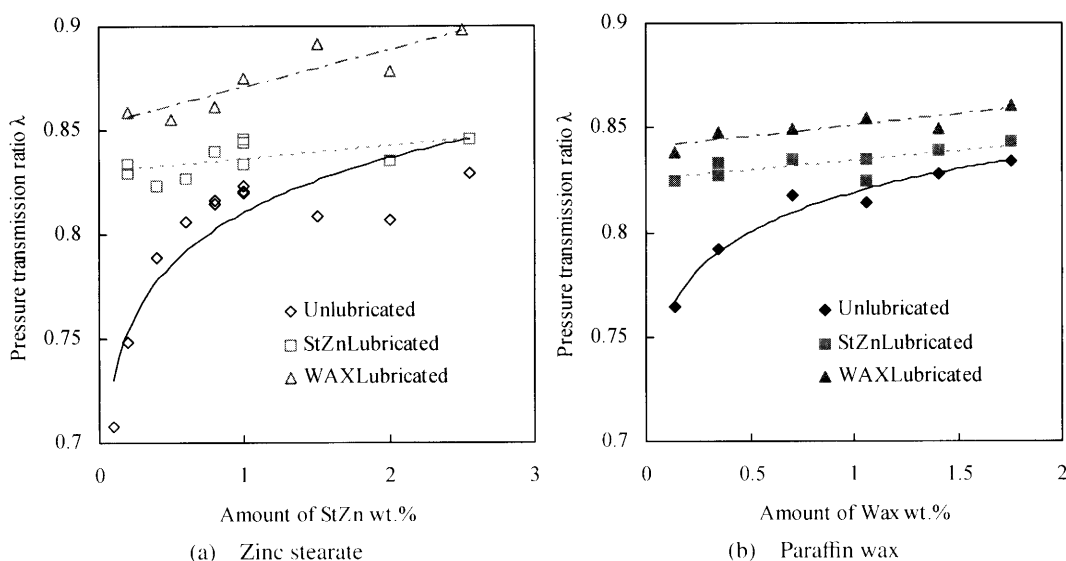 0.9
0.85
0.8
0.75
0.7
Pressure transmission ratio λ
Unlubricated
StZnLubricated
WAXLubricated
0 1 2 3
Amount of StZn wt.%
(a) Zinc stearate
0.9
0.85
0.8
0.75
0.7
Pressure transmission ratio λ
Unlubricated
StZnLubricated
WAXLubricated
0 0.5 1 1.5 2
Amount of Wax wt.%
(b) Paraffin wax